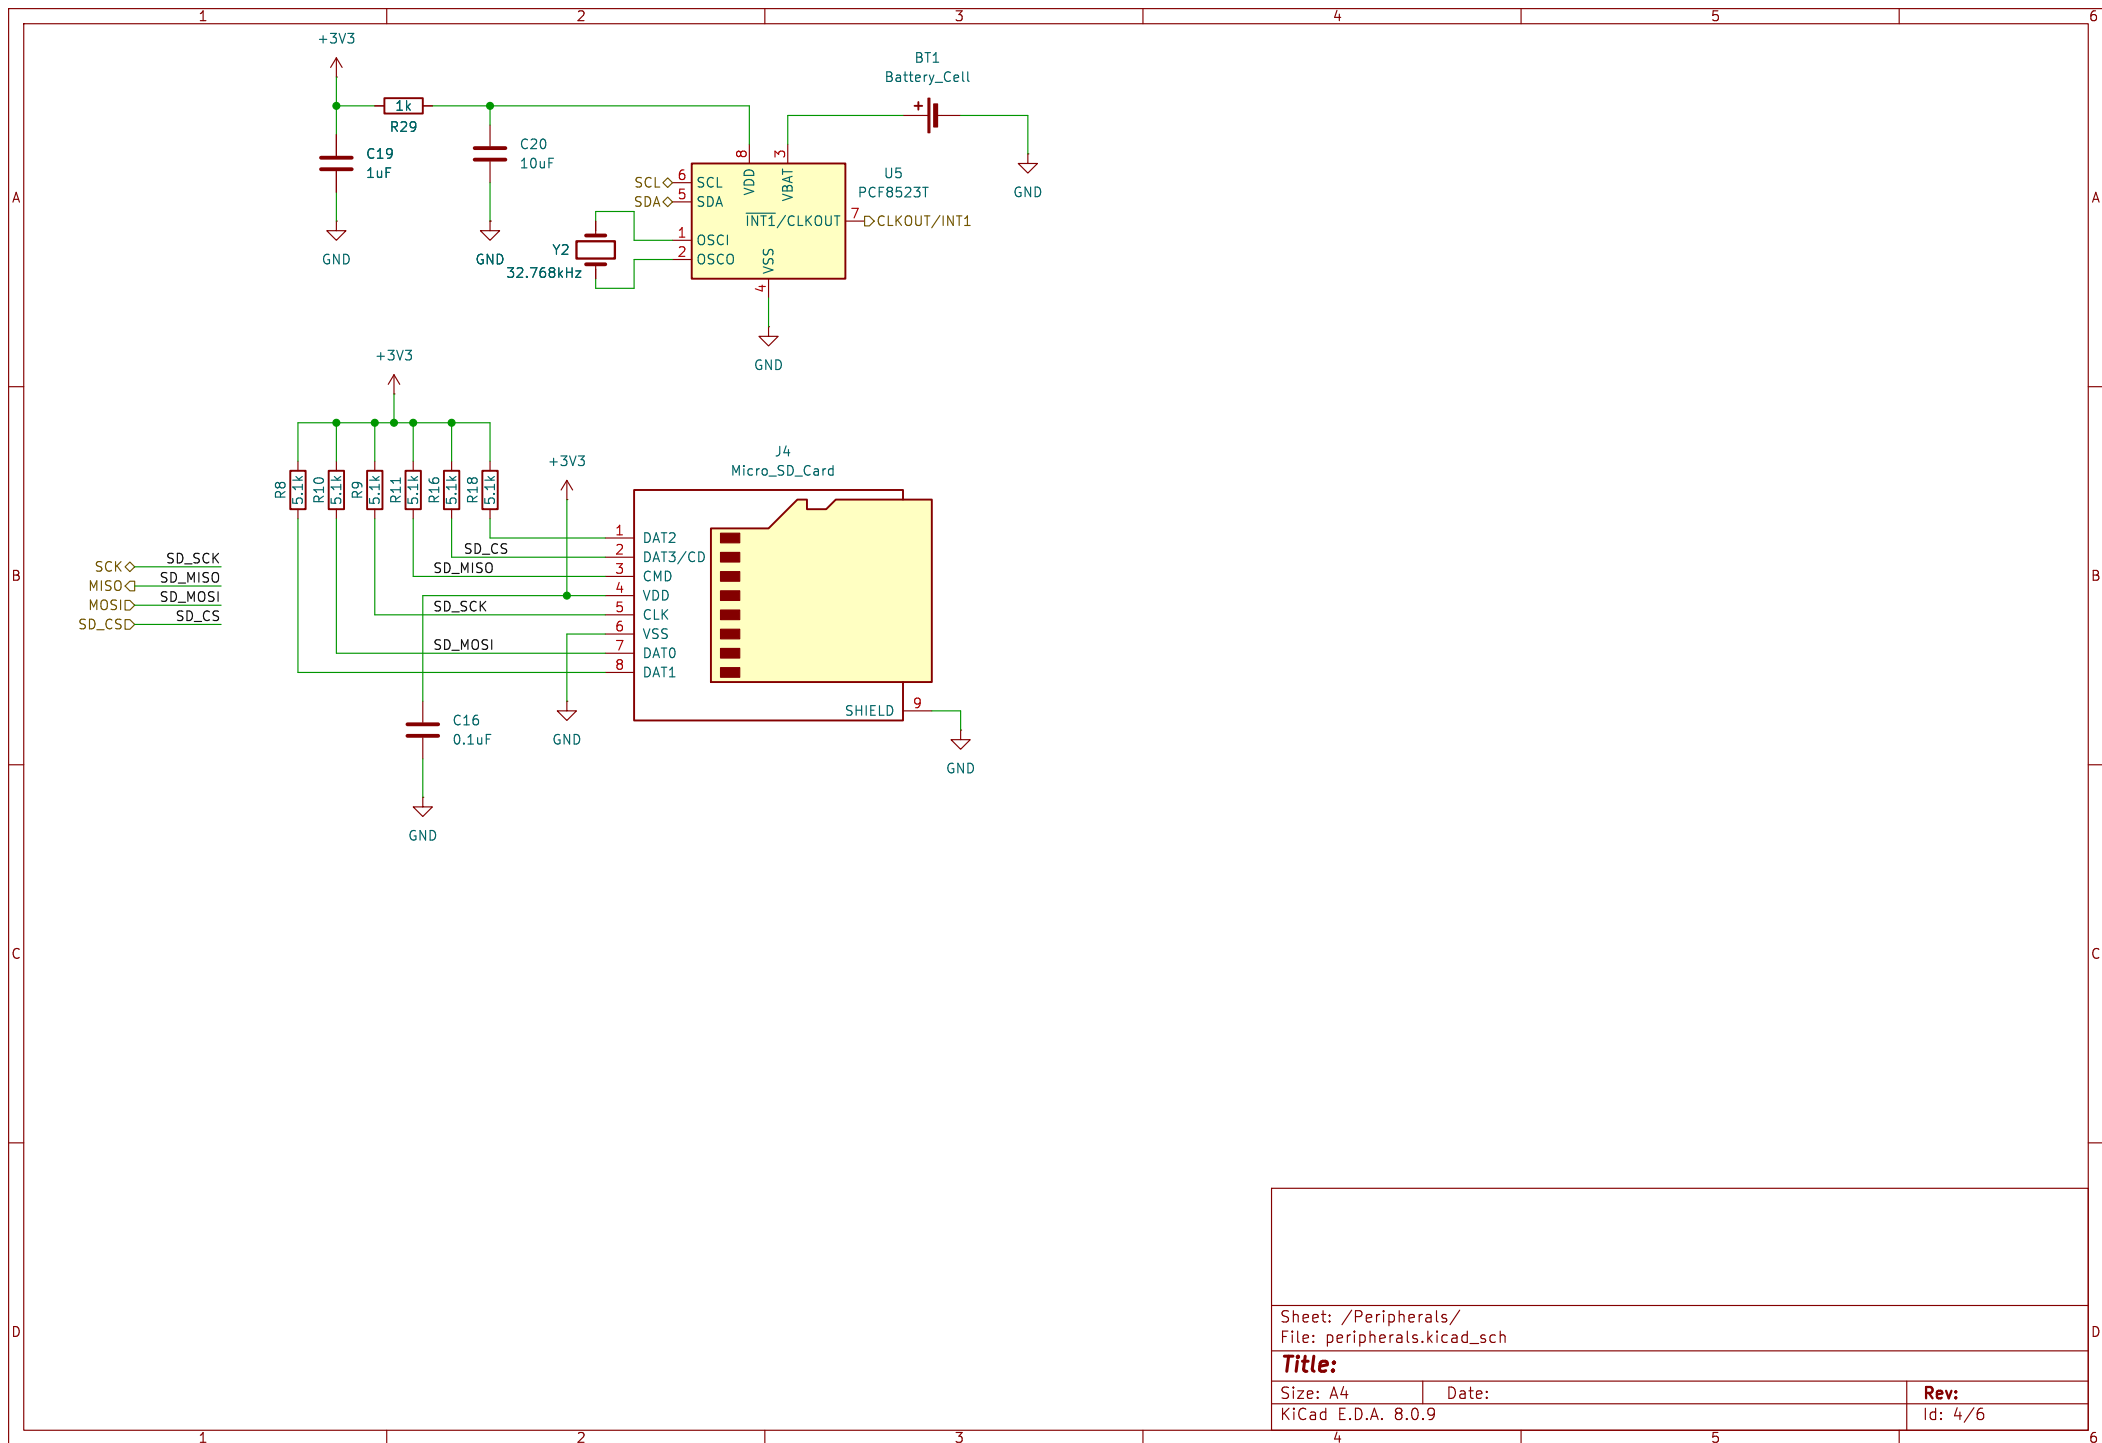 1 2 3 4 5 6
+3V3
BT1
Battery_Cell
1k
R29
C19
1uF
C20
10uF
GND
GND
8
VDD
3
VBAT
U5
PCF8523T
GND
SCL 6 SCL
SDA 5 SDA
INT1/CLKOUT 7 CLKOUT/INT1
1 OSCI
2 OSCO
Y2
32.768kHz
VSS
4
GND
A A
+3V3
R8 5.1k
R10 5.1k
R9 5.1k
R11 5.1k
R16 5.1k
R18 5.1k
+3V3
J4
Micro_SD_Card
1 DAT2
SD_CS 2 DAT3/CD
SD_MISO 3 CMD
4 VDD
SD_SCK 5 CLK
6 VSS
SD_MOSI 7 DAT0
8 DAT1
SHIELD 9
SCK SD_SCK
MISO SD_MISO
MOSI SD_MOSI
SD_CS SD_CS
B B
C16
0.1uF
GND
GND
GND
C C
D D
Sheet: /Peripherals/
File: peripherals.kicad_sch
Title:
Size: A4 Date: Rev:
KiCad E.D.A. 8.0.9 Id: 4/6
1 2 3 4 5 6